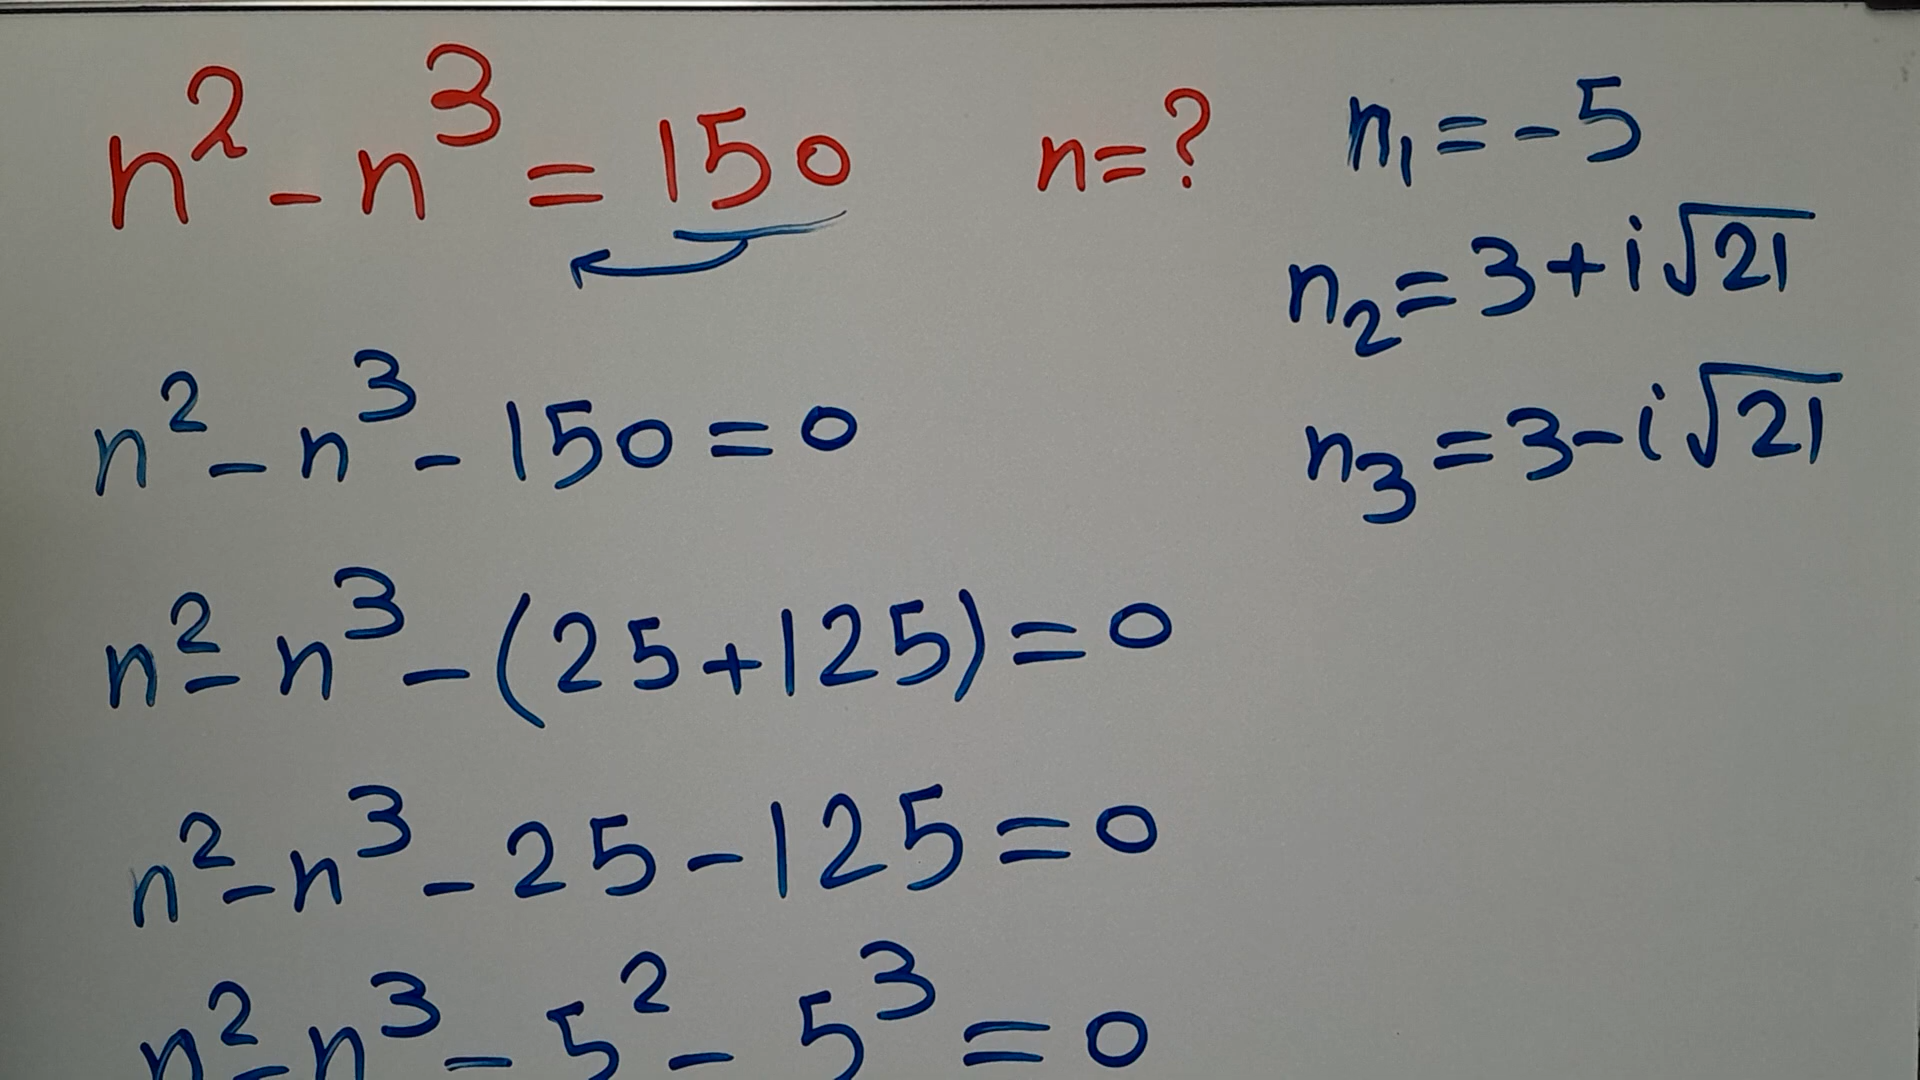 n² - n³ = 150 n = ?
n₁ = -5
n₂ = 3 + i√21
n₃ = 3 - i√21
n² - n³ - 150 = 0
n² - n³ - (25 + 125) = 0
n² - n³ - 25 - 125 = 0
n² - n³ - 5² - 5³ = 0